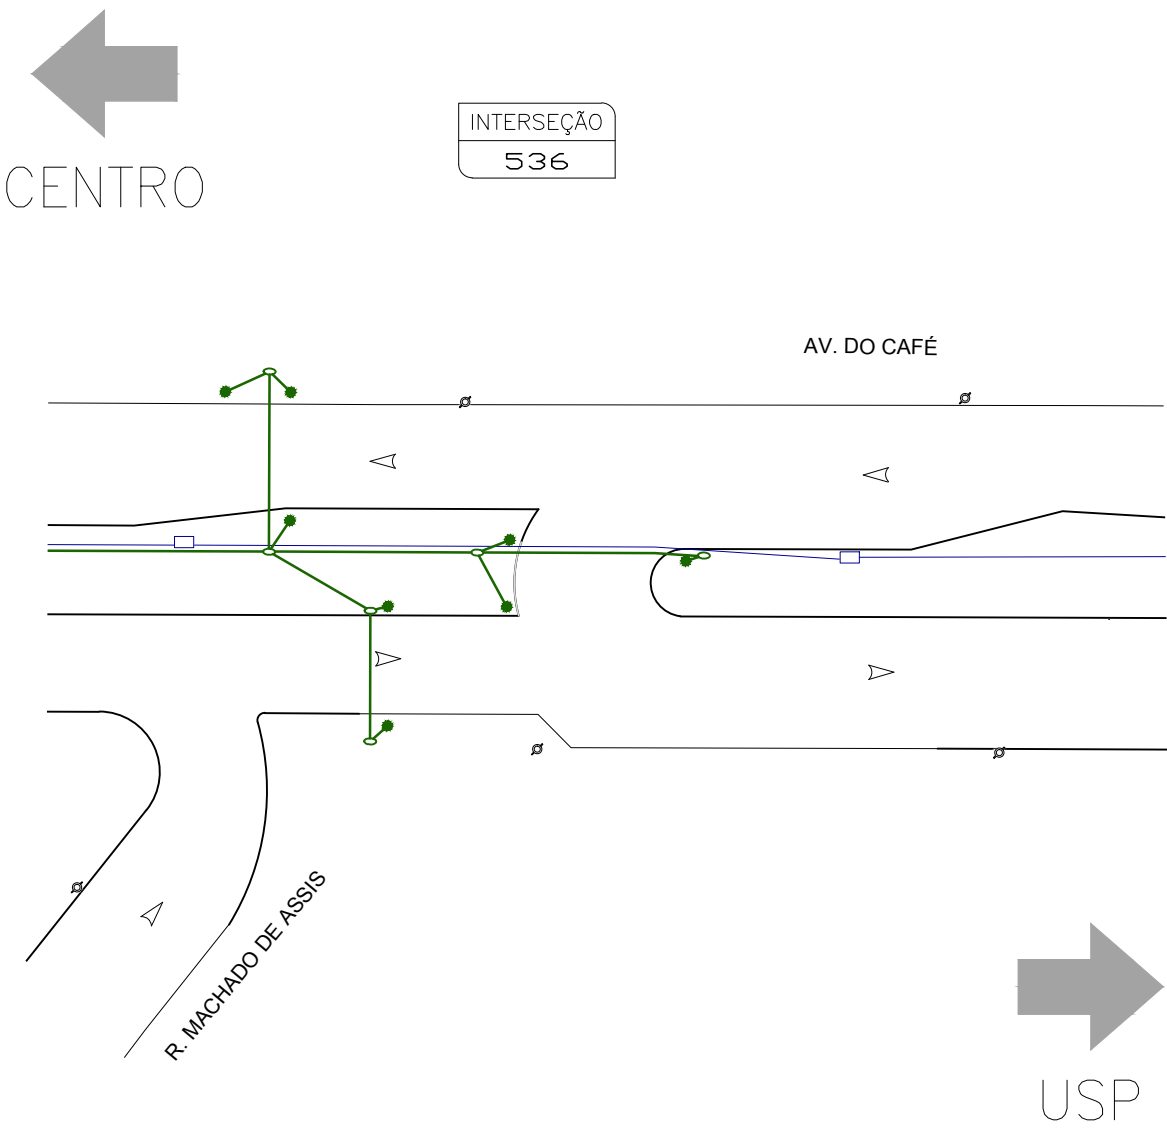 CENTRO
INTERSEÇÃO
536
AV. DO CAFÉ
R. MACHADO DE ASSIS
USP